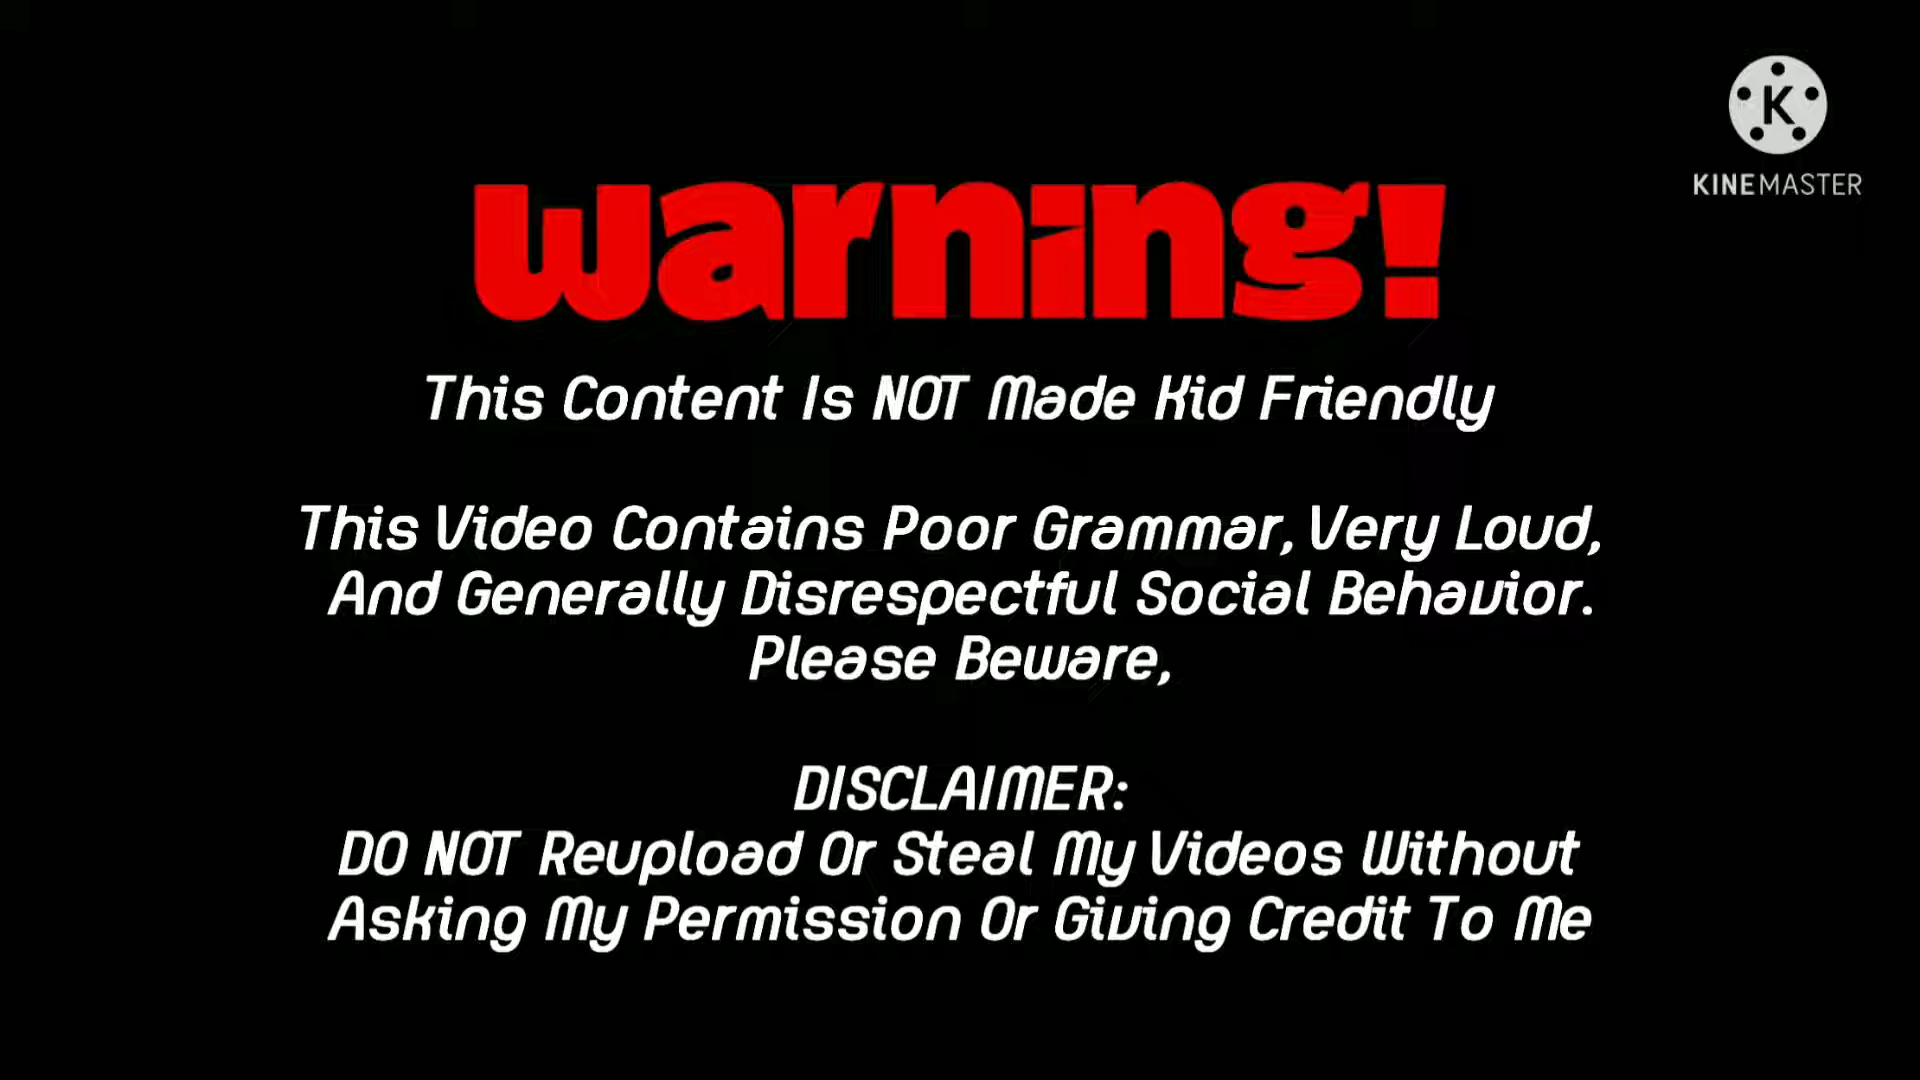 K
KINEMASTER
warning!
This Content Is NOT Made Kid Friendly
This Video Contains Poor Grammar, Very Loud,
And Generally Disrespectful Social Behavior.
Please Beware,
DISCLAIMER:
DO NOT Reupload Or Steal My Videos Without
Asking My Permission Or Giving Credit To Me